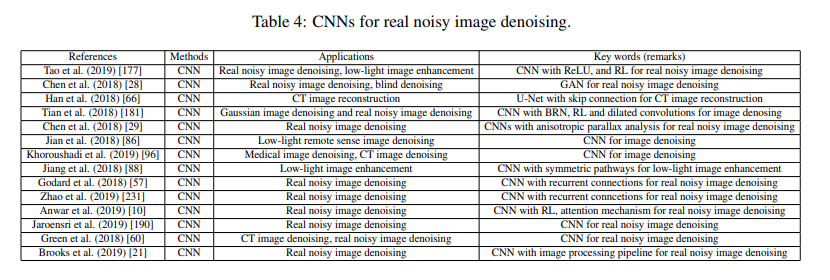 Table 4: CNNs for real noisy image denoising.
References Methods Applications Key words (remarks)
Tao et al. (2019) [177] CNN Real noisy image denoising, low-light image enhancement CNN with ReLU, and RL for real noisy image denoising
Chen et al. (2018) [28] CNN Real noisy image denoising, blind denoising GAN for real noisy image denoising
Han et al. (2018) [66] CNN CT image reconstruction U-Net with skip connection for CT image reconstruction
Tian et al. (2018) [181] CNN Gaussian image denoising and real noisy image denoising CNN with BRN, RL and dilated convolutions for image denosing
Chen et al. (2018) [29] CNN Real noisy image denoising CNNs with anisotropic parallax analysis for real noisy image denoising
Jian et al. (2018) [86] CNN Low-light remote sense image denoising CNN for image denoising
Khoroushadi et al. (2019) [96] CNN Medical image denoising, CT image denoising CNN for image denoising
Jiang et al. (2018) [88] CNN Low-light image enhancement CNN with symmetric pathways for low-light image enhancement
Godard et al. (2018) [57] CNN Real noisy image denoising CNN with recurrent connections for real noisy image denoising
Zhao et al. (2019) [231] CNN Real noisy image denoising CNN with recurrent conncetions for real noisy image denoising
Anwar et al. (2019) [10] CNN Real noisy image denoising CNN with RL, attention mechanism for real noisy image denoising
Jaroensri et al. (2019) [190] CNN Real noisy image denoising CNN for real noisy image denoising
Green et al. (2018) [60] CNN CT image denoising, real noisy image denoising CNN for real noisy image denoising
Brooks et al. (2019) [21] CNN Real noisy image denoising CNN with image processing pipeline for real noisy image denoising